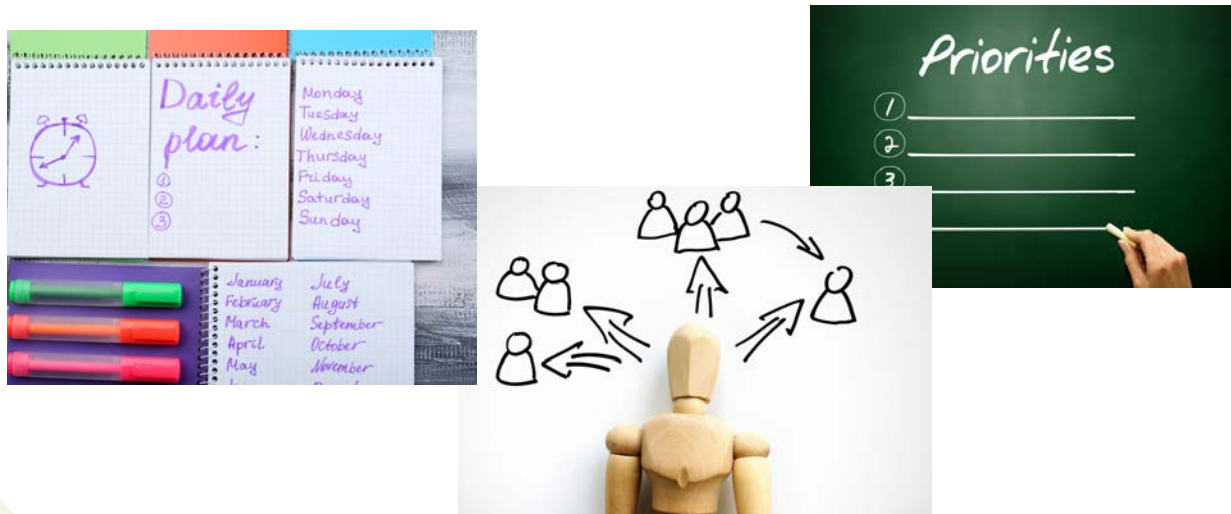 Daily
plan:
1
2
3
Monday
Tuesday
Wednesday
Thursday
Friday
Saturday
Sunday
January
February
March
April
May
July
August
September
October
November
Priorities
1
2
3